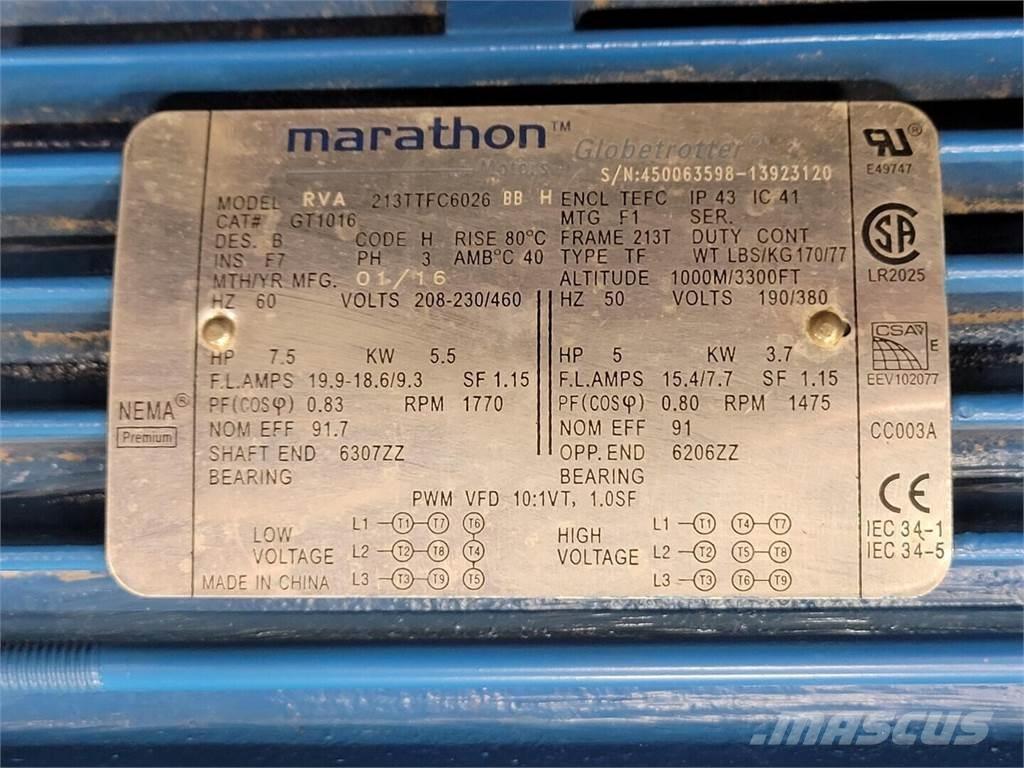 marathon™
Motors Globetrotter®
S/N:450063598-13923120
MODEL RVA 213TTFC6026 BB H ENCL TEFC IP 43 IC 41
CAT# GT1016 MTG F1 SER.
DES. B CODE H RISE 80°C FRAME 213T DUTY CONT
INS F7 PH 3 AMB°C 40 TYPE TF WT LBS/KG170/77
MTH/YR MFG. 01/16 ALTITUDE 1000M/3300FT
HZ 60 VOLTS 208-230/460 HZ 50 VOLTS 190/380
HP 7.5 KW 5.5 HP 5 KW 3.7
F.L.AMPS 19.9-18.6/9.3 SF 1.15 F.L.AMPS 15.4/7.7 SF 1.15
PF(COSφ) 0.83 RPM 1770 PF(COSφ) 0.80 RPM 1475
NOM EFF 91.7 NOM EFF 91
SHAFT END 6307ZZ OPP.END 6206ZZ
BEARING BEARING
PWM VFD 10:1VT, 1.0SF
LOW VOLTAGE
L1 T1 T7 T6
L2 T2 T8 T4
L3 T3 T9 T5
HIGH VOLTAGE
L1 T1 T4 T7
L2 T2 T5 T8
L3 T3 T6 T9
MADE IN CHINA
NEMA®
Premium
RU®
E49747
SA
LR2025
CSA
E
EEV102077
CC003A
CE
IEC 34-1
IEC 34-5
MASCUS